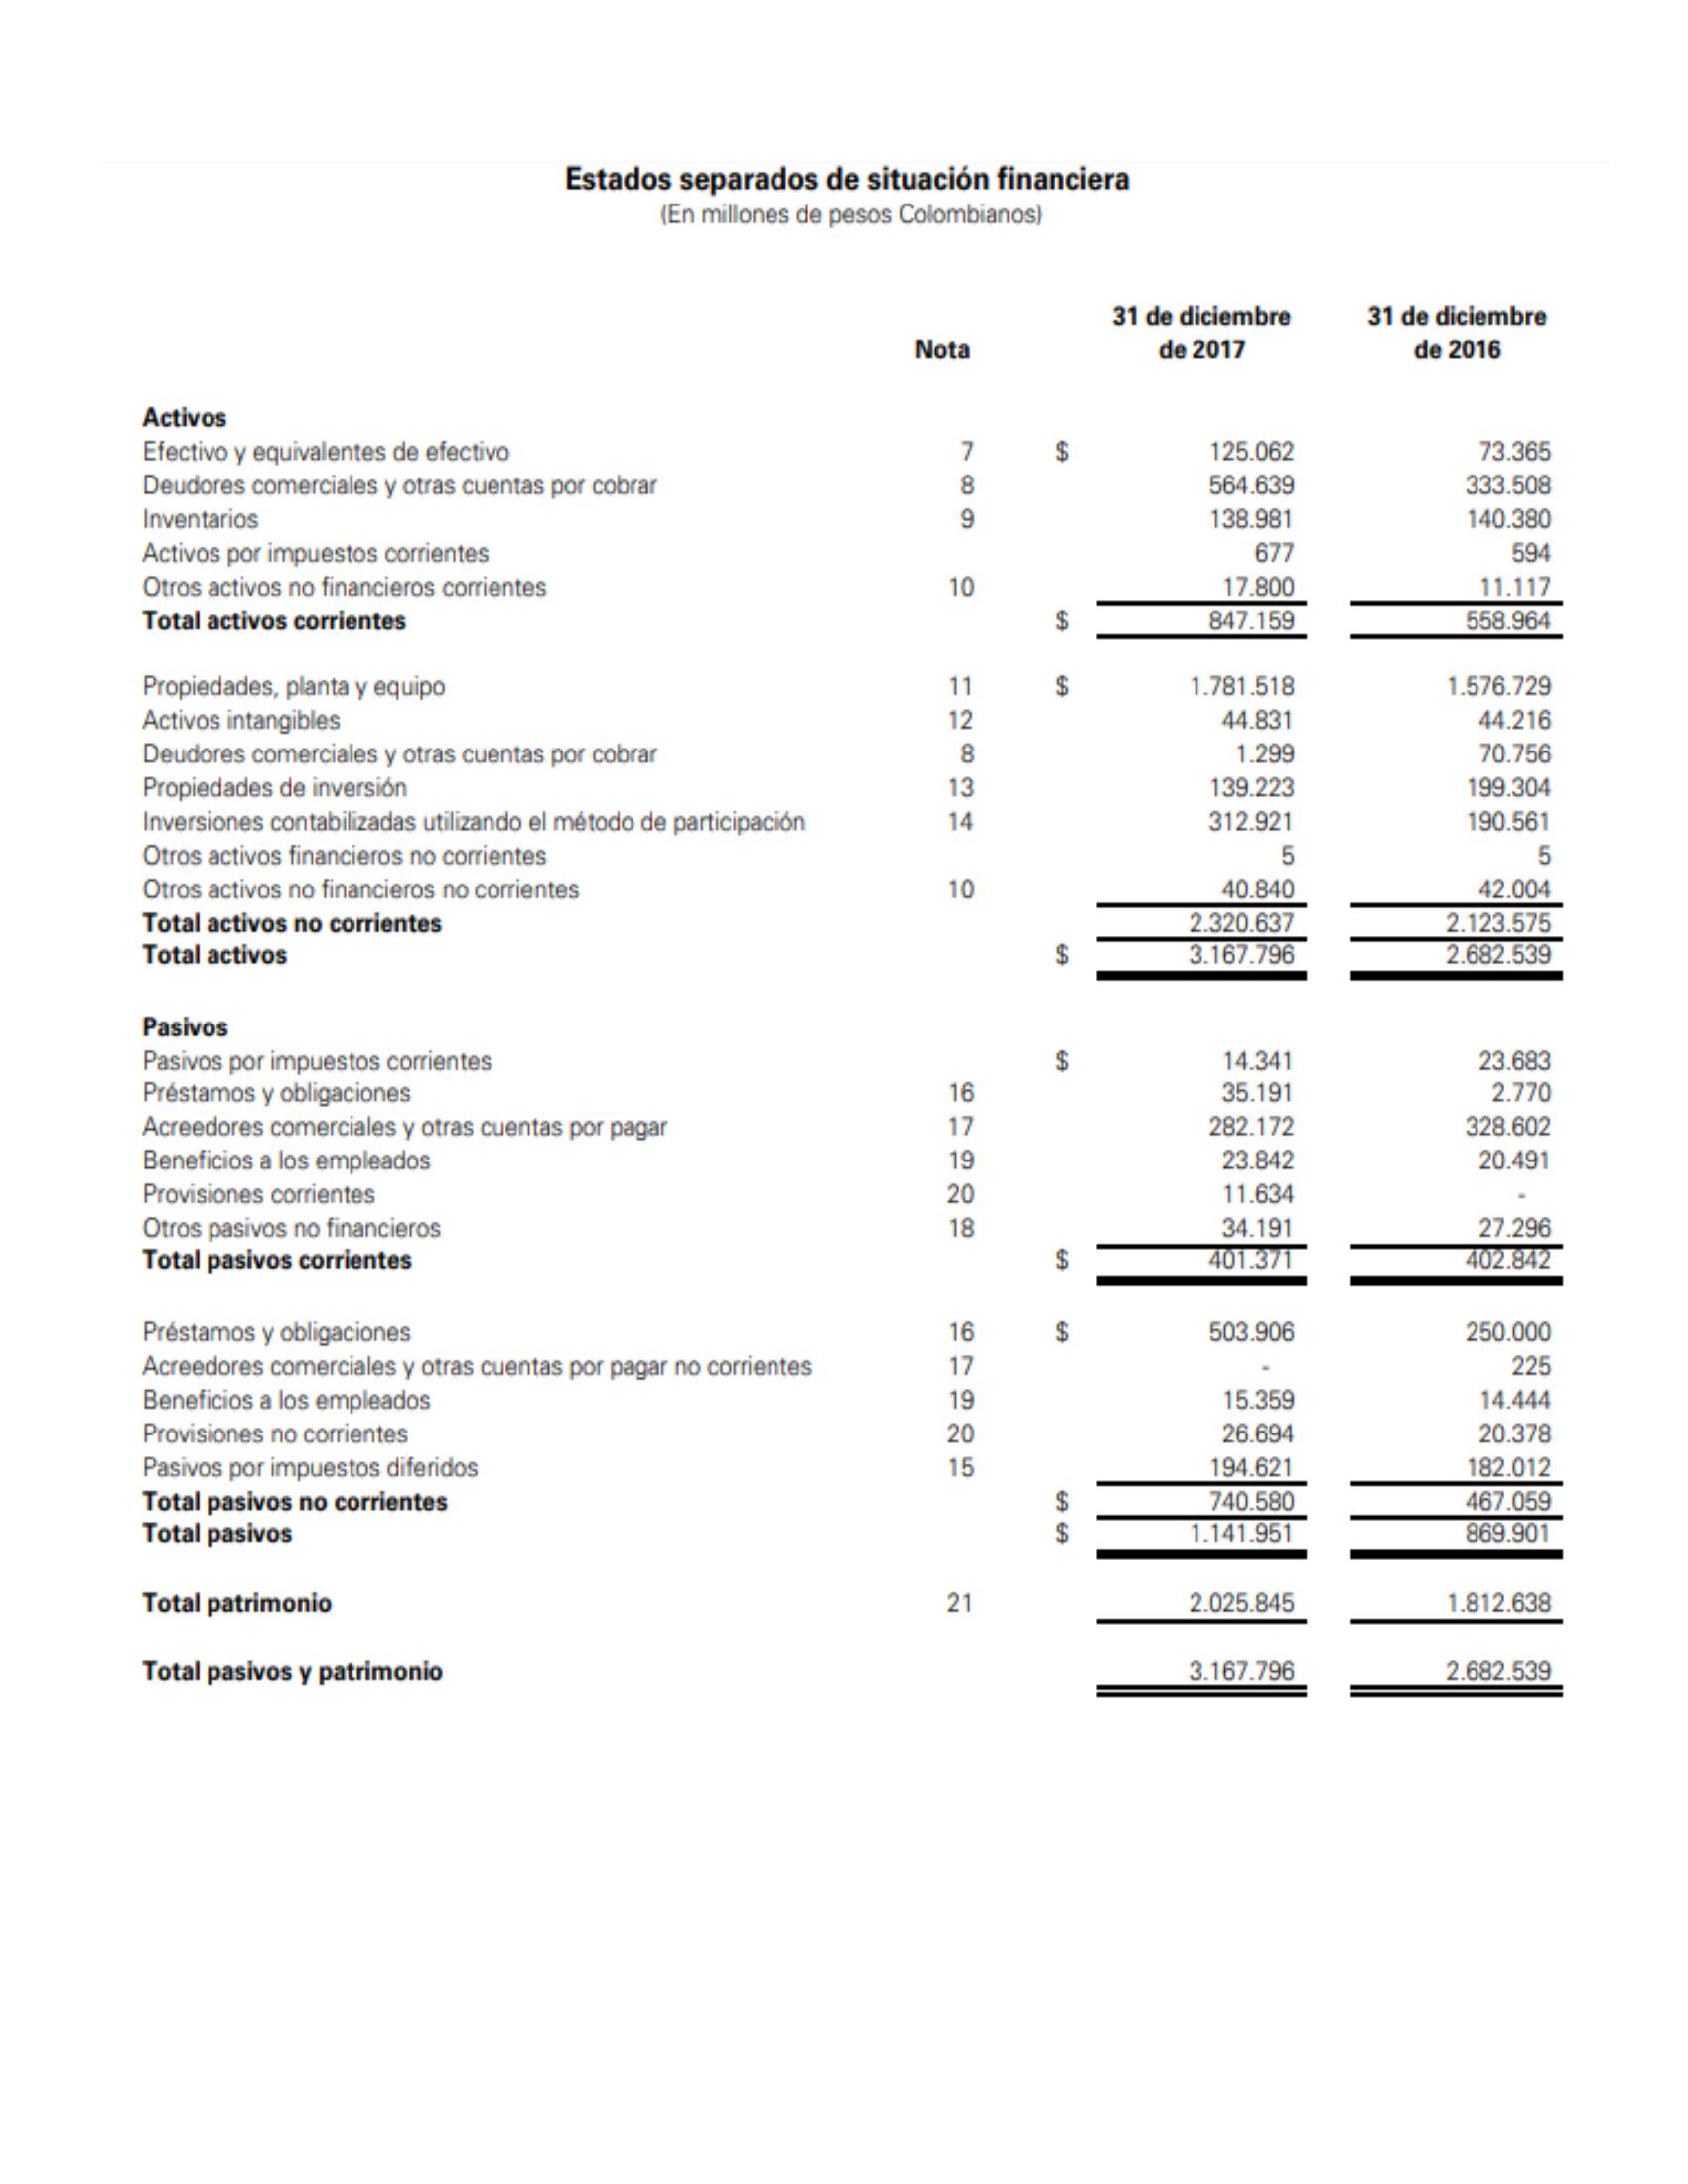 Estados separados de situación financiera
(En millones de pesos Colombianos)
31 de diciembre 31 de diciembre
Nota de 2017 de 2016
Activos
Efectivo y equivalentes de efectivo 7 $ 125.062 73.365
Deudores comerciales y otras cuentas por cobrar 8 564.639 333.508
Inventarios 9 138.981 140.380
Activos por impuestos corrientes 677 594
Otros activos no financieros corrientes 10 17.800 11.117
Total activos corrientes $ 847.159 558.964
Propiedades, planta y equipo 11 $ 1.781.518 1.576.729
Activos intangibles 12 44.831 44.216
Deudores comerciales y otras cuentas por cobrar 8 1.299 70.756
Propiedades de inversión 13 139.223 199.304
Inversiones contabilizadas utilizando el método de participación 14 312.921 190.561
Otros activos financieros no corrientes 5 5
Otros activos no financieros no corrientes 10 40.840 42.004
Total activos no corrientes 2.320.637 2.123.575
Total activos $ 3.167.796 2.682.539
Pasivos
Pasivos por impuestos corrientes $ 14.341 23.683
Préstamos y obligaciones 16 35.191 2.770
Acreedores comerciales y otras cuentas por pagar 17 282.172 328.602
Beneficios a los empleados 19 23.842 20.491
Provisiones corrientes 20 11.634 -
Otros pasivos no financieros 18 34.191 27.296
Total pasivos corrientes $ 401.371 402.842
Préstamos y obligaciones 16 $ 503.906 250.000
Acreedores comerciales y otras cuentas por pagar no corrientes 17 - 225
Beneficios a los empleados 19 15.359 14.444
Provisiones no corrientes 20 26.694 20.378
Pasivos por impuestos diferidos 15 194.621 182.012
Total pasivos no corrientes $ 740.580 467.059
Total pasivos $ 1.141.951 869.901
Total patrimonio 21 2.025.845 1.812.638
Total pasivos y patrimonio 3.167.796 2.682.539